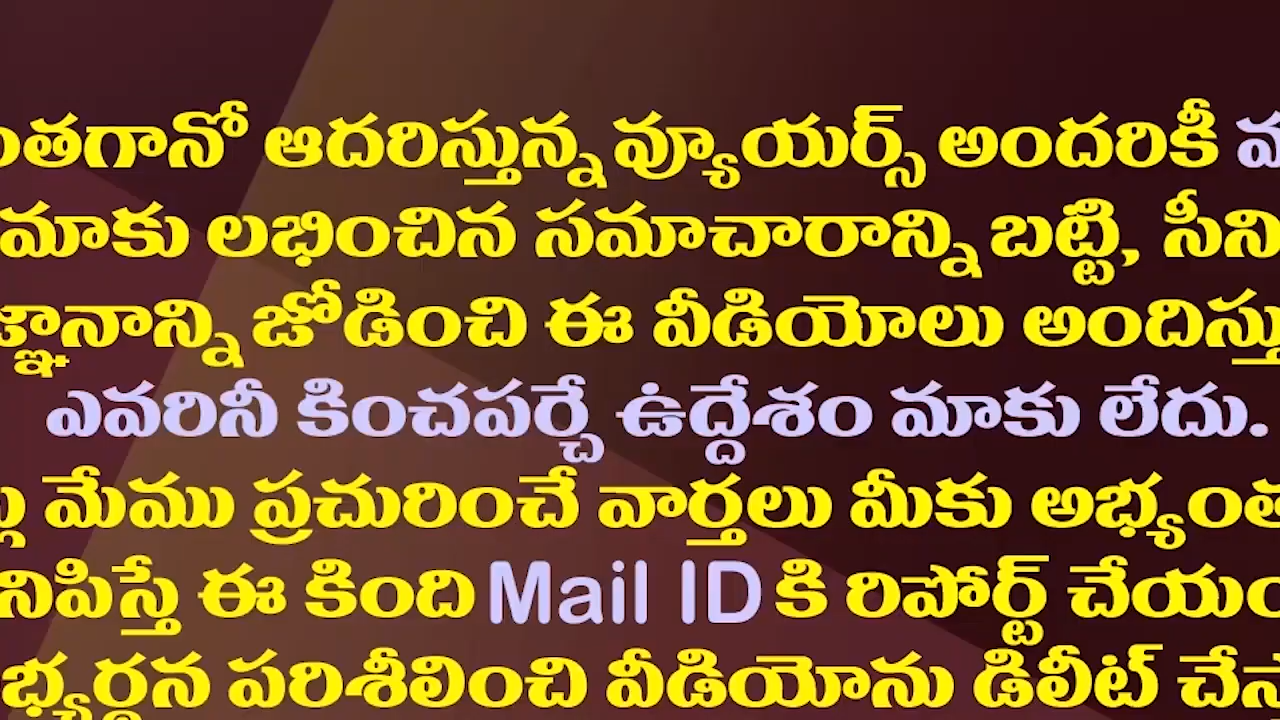 ంతగానో ఆదరిస్తున్న వ్యూయర్స్ అందరికీ
మాకు లభించిన సమాచారాన్ని బట్టి, సీని
జ్ఞానాన్ని జోడించి ఈ వీడియోలు అందిస్తు
ఎవరినీ కించపర్చే ఉద్దేశం మాకు లేదు.
మేము ప్రచురించే వార్తలు మీకు అభ్యంత
నిపిస్తే ఈ కింది Mail ID కి రిపోర్ట్ చేయం
భ్యర్థన పరిశీలించి వీడియోను డిలీట్ చేస